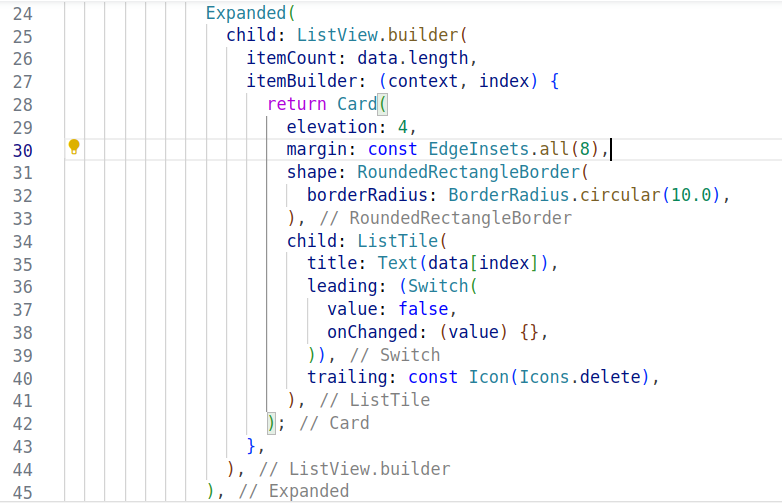 24 Expanded(
25 child: ListView.builder(
26 itemCount: data.length,
27 itemBuilder: (context, index) {
28 return Card(
29 elevation: 4,
30 margin: const EdgeInsets.all(8),
31 shape: RoundedRectangleBorder(
32 borderRadius: BorderRadius.circular(10.0),
33 ), // RoundedRectangleBorder
34 child: ListTile(
35 title: Text(data[index]),
36 leading: (Switch(
37 value: false,
38 onChanged: (value) {},
39 )), // Switch
40 trailing: const Icon(Icons.delete),
41 ), // ListTile
42 ); // Card
43 },
44 ), // ListView.builder
45 ), // Expanded